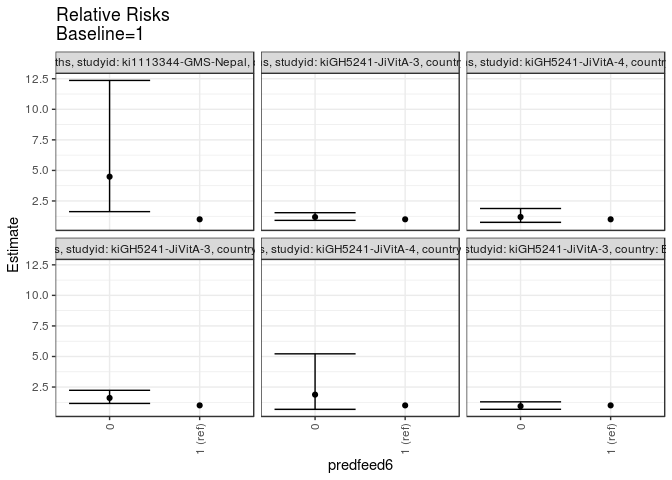 Relative Risks
Baseline=1
ths, studyid: ki1113344-GMS-Nepal,
studyid: kiGH5241-JiVitA-3, countr
studyid: kiGH5241-JiVitA-4, countr
12.5
10.0
7.5
5.0
2.5
s, studyid: kiGH5241-JiVitA-3, country
s, studyid: kiGH5241-JiVitA-4, country
studyid: kiGH5241-JiVitA-3, country:
12.5
10.0
7.5
5.0
2.5
Estimate
0
1 (ref)
0
1 (ref)
0
1 (ref)
predfeed6